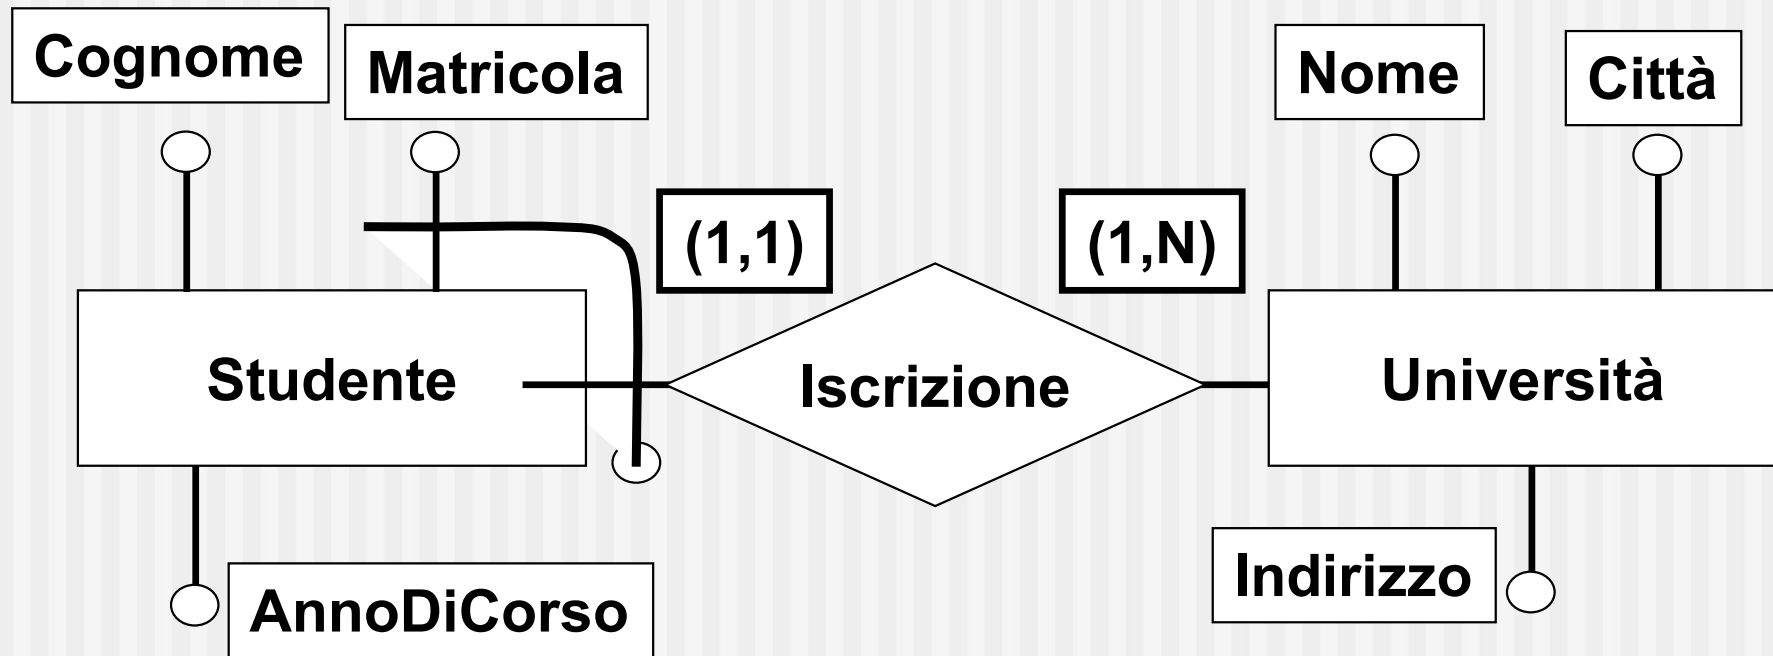 Cognome
Matricola
Nome
Città
(1,1)
(1,N)
Studente
Iscrizione
Università
Indirizzo
AnnoDiCorso